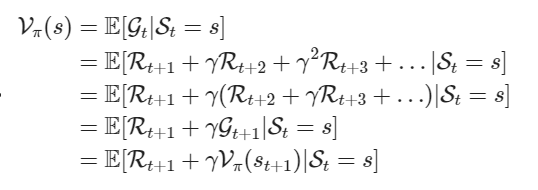 𝒱_π(s) = 𝔼[𝒢_t|𝒮_t = s]
= 𝔼[ℛ_{t+1} + γℛ_{t+2} + γ²ℛ_{t+3} + …|𝒮_t = s]
= 𝔼[ℛ_{t+1} + γ(ℛ_{t+2} + γℛ_{t+3} + …)|𝒮_t = s]
= 𝔼[ℛ_{t+1} + γ𝒢_{t+1}|𝒮_t = s]
= 𝔼[ℛ_{t+1} + γ𝒱_π(s_{t+1})|𝒮_t = s]